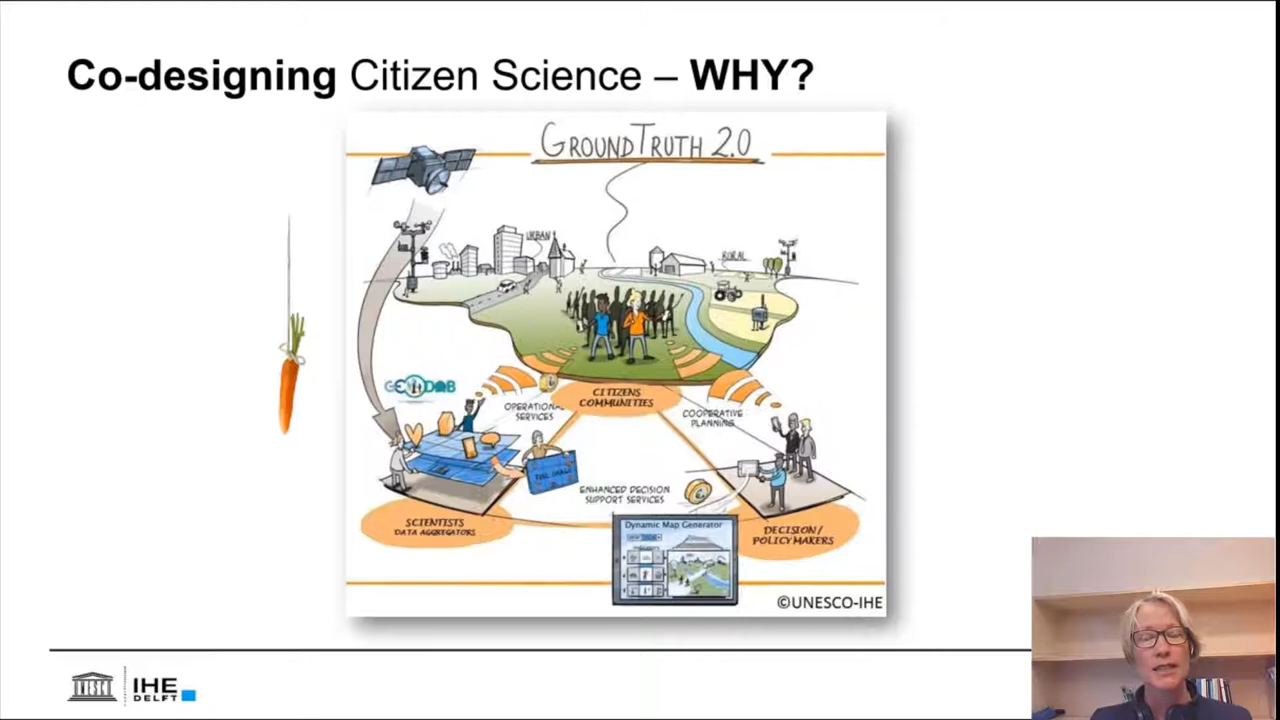 Co-designing Citizen Science – WHY?
GROUNDTRUTH 2.0
URBAN
RURAL
CITIZENS
COMMUNITIES
OPERATIONAL
SERVICES
COOPERATIVE
PLANNING
ENHANCED DECISION
SUPPORT SERVICES
SCIENTISTS
DATA AGGREGATORS
Dynamic Map Generator
DECISION/
POLICY MAKERS
©UNESCO-IHE
IHE
DELFT